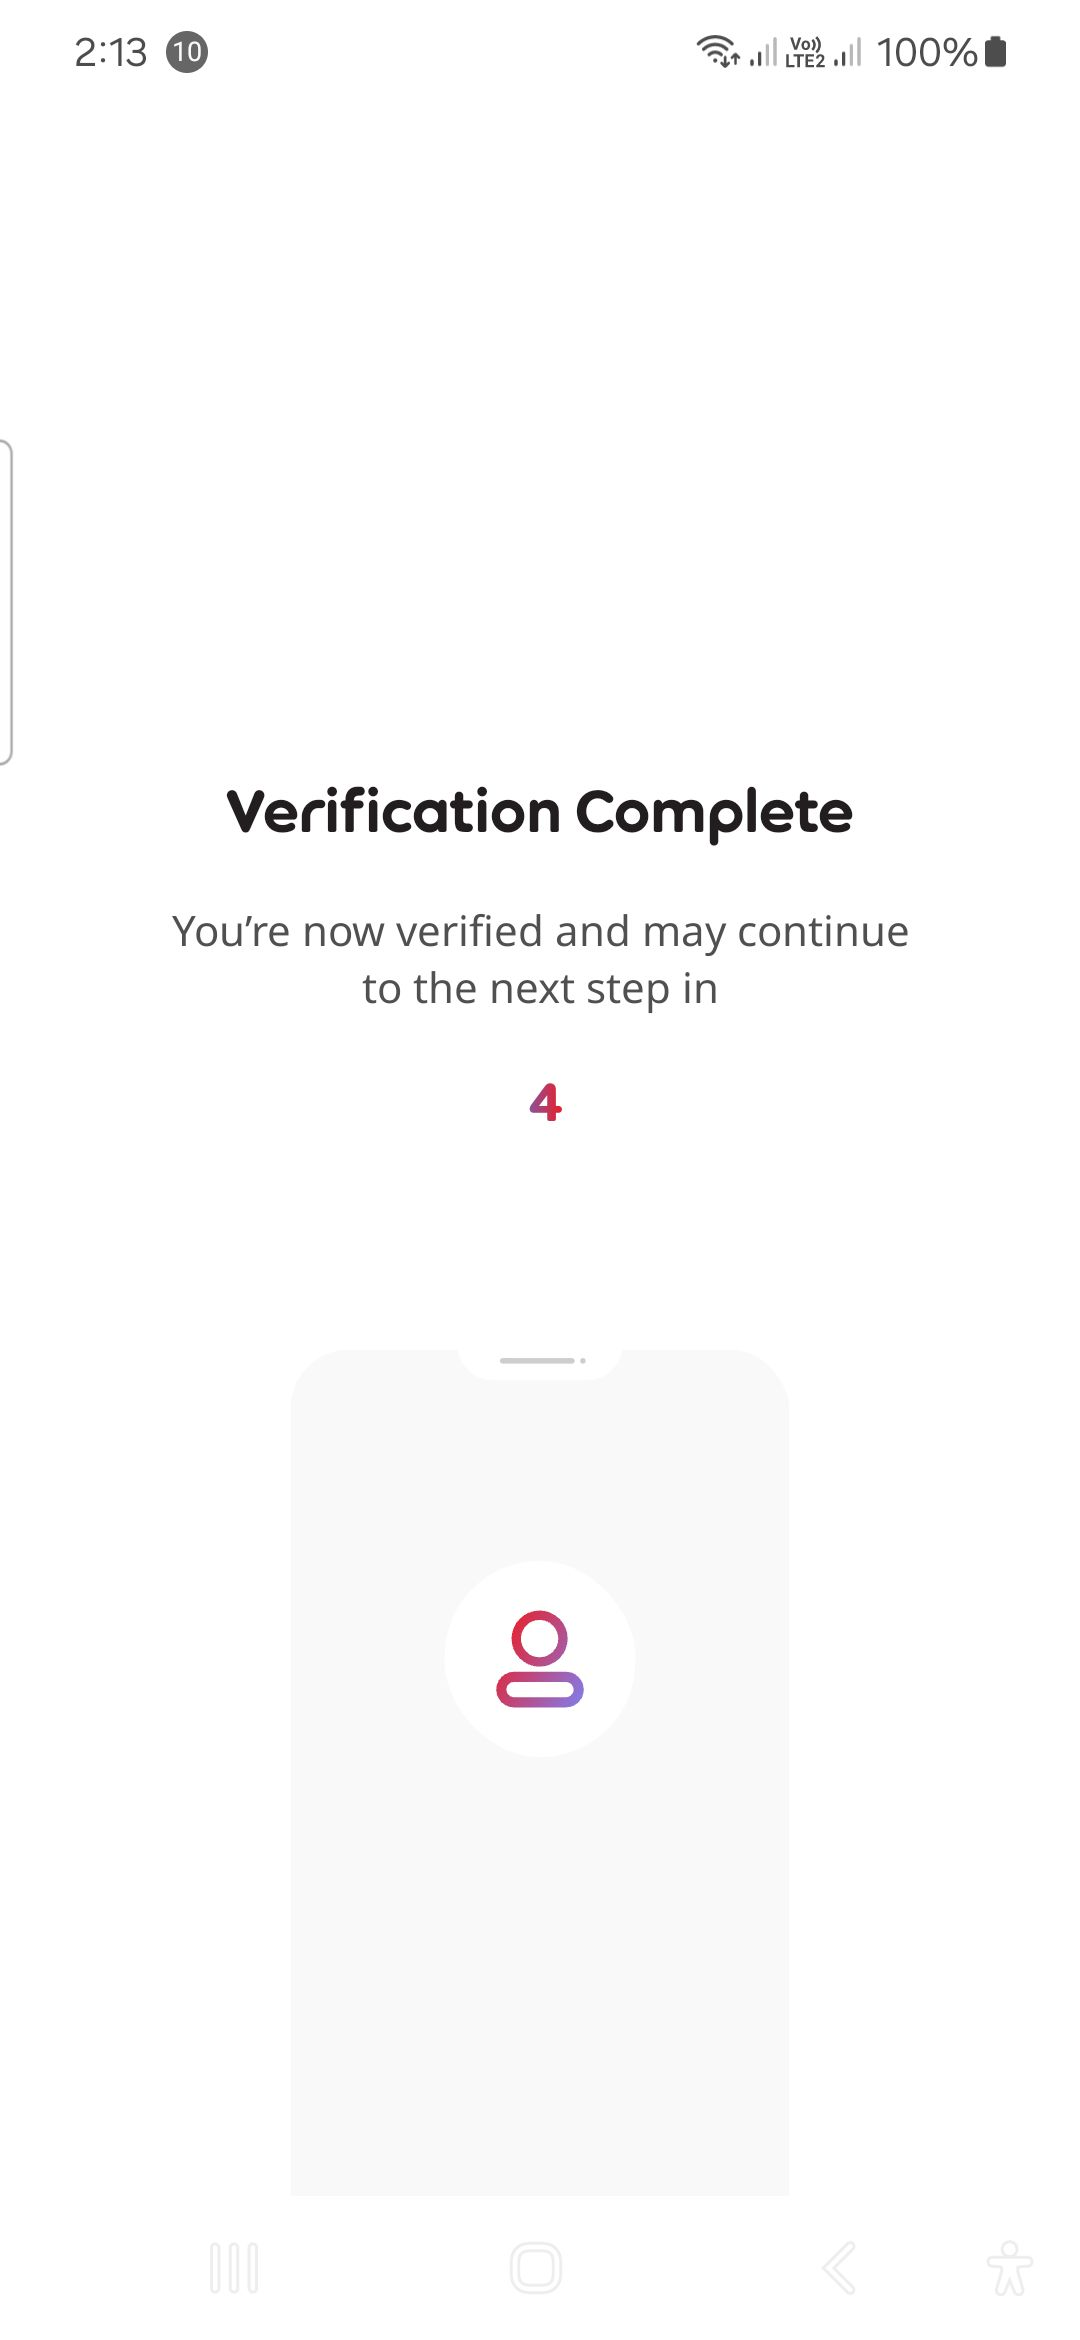 2:13 10 Vo)) LTE2 100%
Verification Complete
You’re now verified and may continue
to the next step in
4